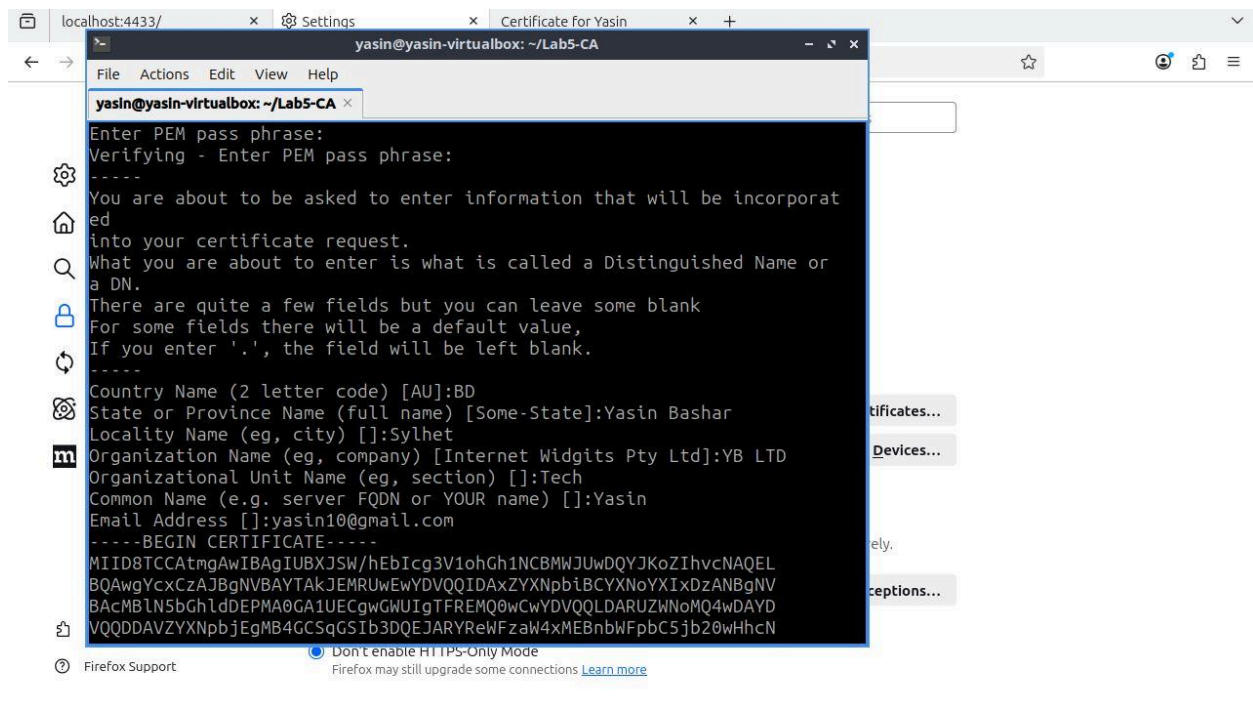 localhost:4433/
Settings
Certificate for Yasin
yasin@yasin-virtualbox: ~/Lab5-CA
File Actions Edit View Help
yasin@yasin-virtualbox: ~/Lab5-CA
Enter PEM pass phrase:
Verifying - Enter PEM pass phrase:
-----
You are about to be asked to enter information that will be incorporat
ed
into your certificate request.
What you are about to enter is what is called a Distinguished Name or
a DN.
There are quite a few fields but you can leave some blank
For some fields there will be a default value,
If you enter '.', the field will be left blank.
-----
Country Name (2 letter code) [AU]:BD
State or Province Name (full name) [Some-State]:Yasin Bashar
Locality Name (eg, city) []:Sylhet
Organization Name (eg, company) [Internet Widgits Pty Ltd]:YB LTD
Organizational Unit Name (eg, section) []:Tech
Common Name (e.g. server FQDN or YOUR name) []:Yasin
Email Address []:yasin10@gmail.com
-----BEGIN CERTIFICATE-----
MIID8TCCAtmgAwIBAgIUBXJSW/hEbIcg3V1ohGh1NCBMWJUwDQYJKoZIhvcNAQEL
BQAwgYcxCzAJBgNVBAYTAkJEMRUwEwYDVQQIDAxZYXNpbiBCYXNoYXIxDzANBgNV
BAcMBlN5bGhldDEPMA0GA1UECgwGWUIgTFREMQ0wCwYDVQQLDARUZWNoMQ4wDAYD
VQQDDAVZYXNpbjEgMB4GCSqGSIb3DQEJARYReWFzaW4xMEBnbWFpbC5jb20wHhcN
tificates...
Devices...
ely.
ceptions...
Don't enable HTTPS-Only Mode
Firefox may still upgrade some connections Learn more
Firefox Support